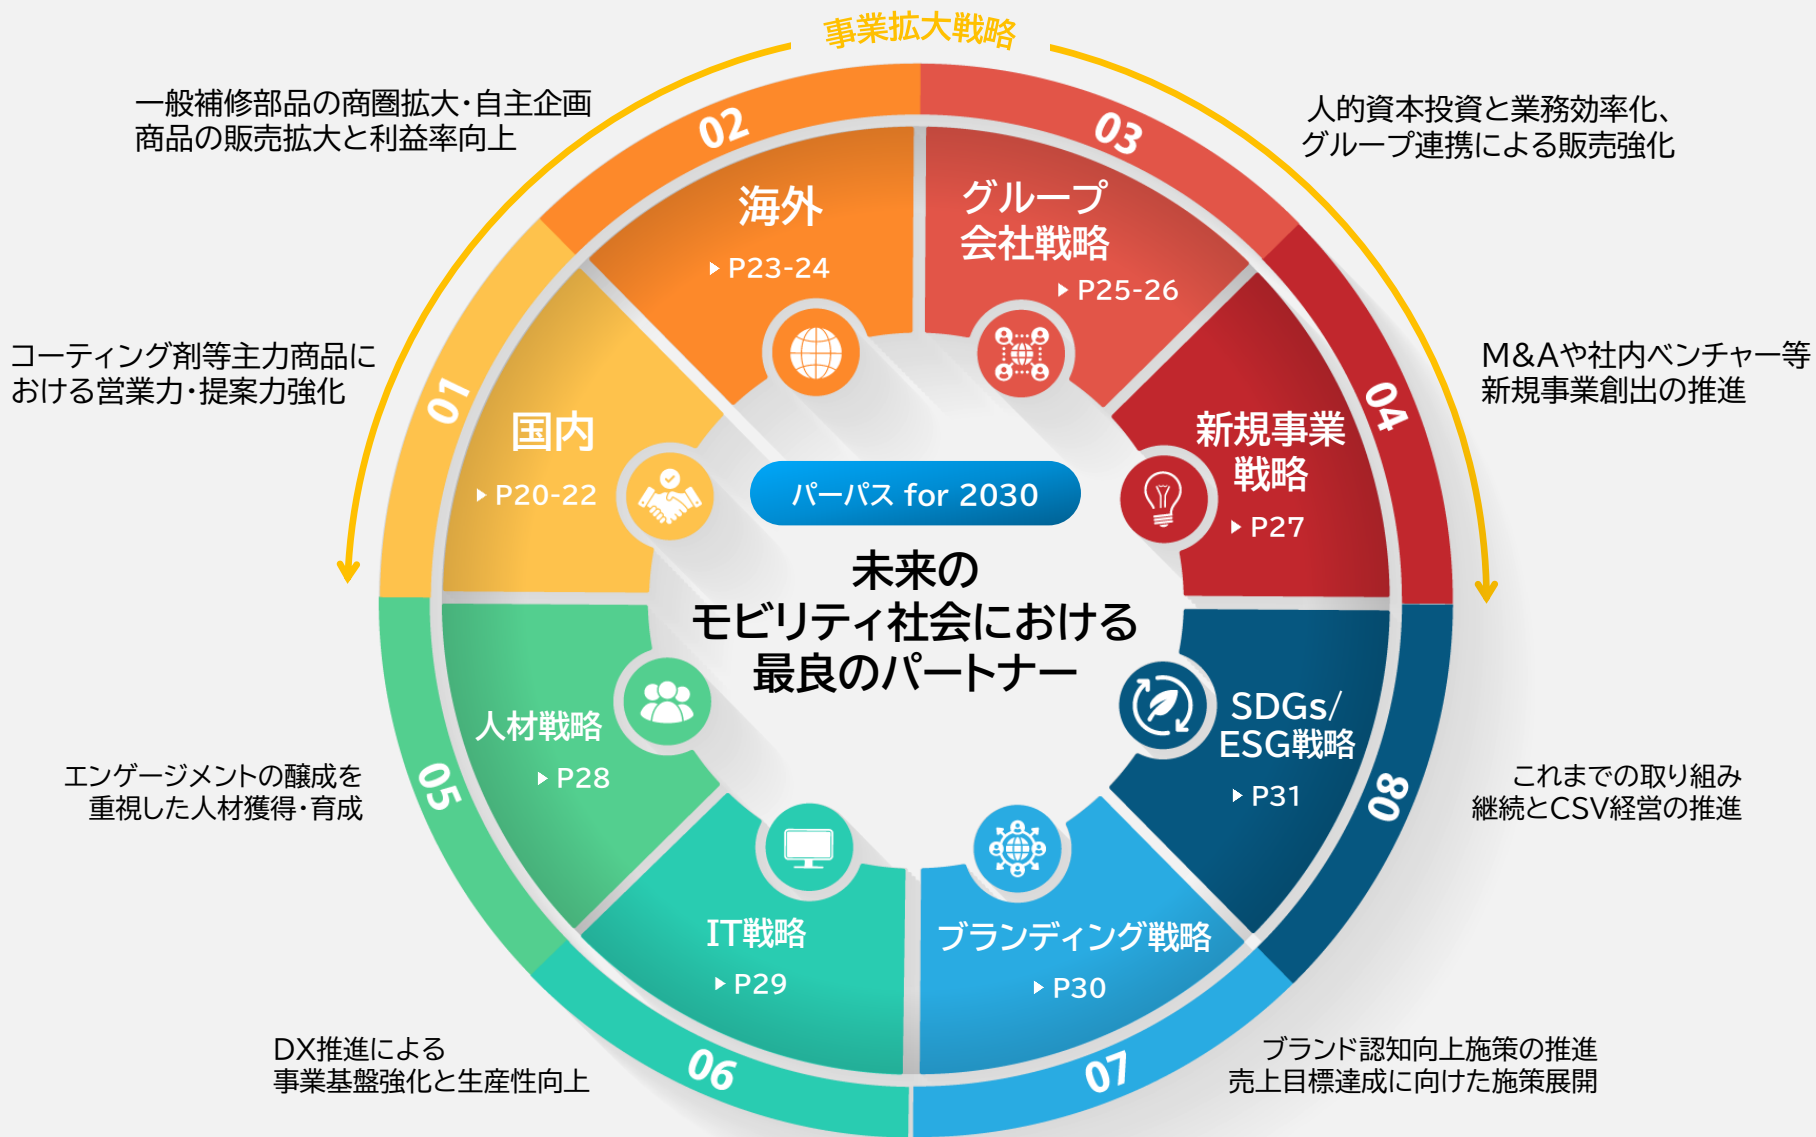 事業拡大戦略
一般補修部品の商圏拡大・自主企画
商品の販売拡大と利益率向上
人的資本投資と業務効率化、
グループ連携による販売強化
コーティング剤等主力商品に
おける営業力・提案力強化
M&Aや社内ベンチャー等
新規事業創出の推進
01
国内
▶ P20-22
02
海外
▶ P23-24
03
グループ
会社戦略
▶ P25-26
04
新規事業
戦略
▶ P27
パーパス for 2030
未来の
モビリティ社会における
最良のパートナー
05
人材戦略
▶ P28
エンゲージメントの醸成を
重視した人材獲得・育成
06
IT戦略
▶ P29
DX推進による
事業基盤強化と生産性向上
07
ブランディング戦略
▶ P30
ブランド認知向上施策の推進
売上目標達成に向けた施策展開
08
SDGs/
ESG戦略
▶ P31
これまでの取り組み
継続とCSV経営の推進